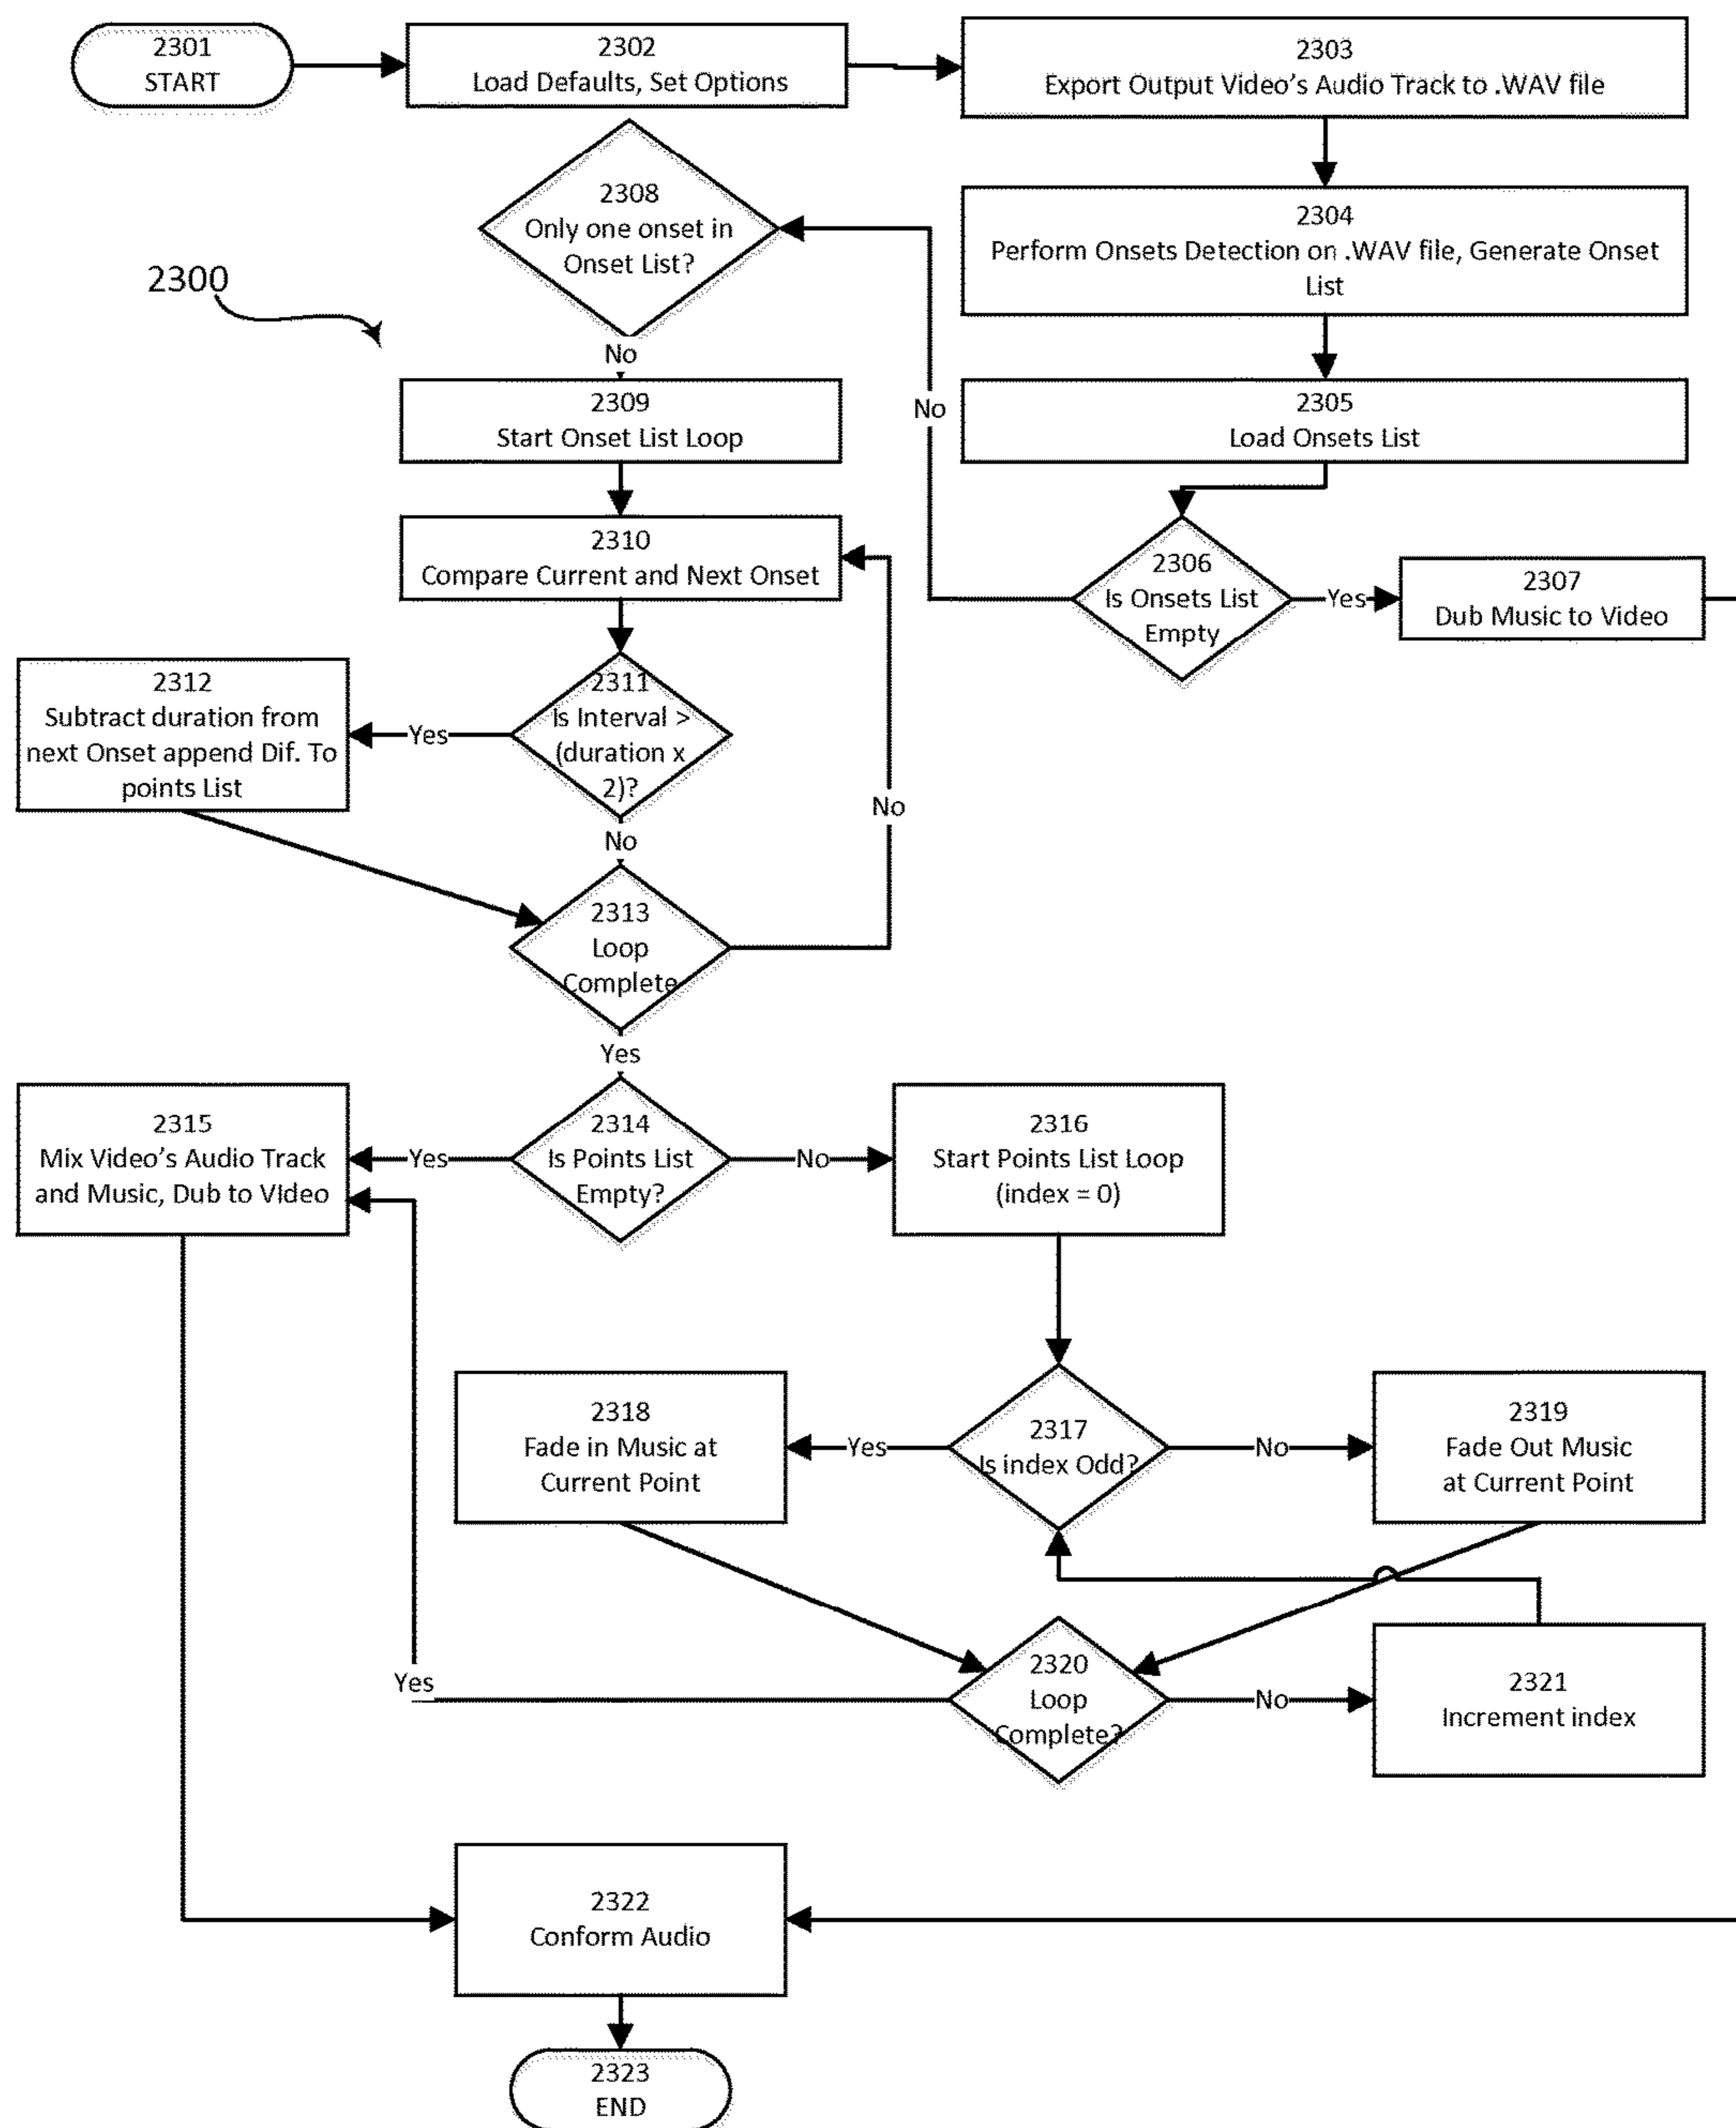 2301
START
2302
Load Defaults, Set Options
2303
Export Output Video's Audio Track to .WAV file
2304
Perform Onsets Detection on .WAV file, Generate Onset
List
2305
Load Onsets List
2306
Is Onsets List
Empty
Yes
2307
Dub Music to Video
No
2308
Only one onset in
Onset List?
No
2300
2309
Start Onset List Loop
2310
Compare Current and Next Onset
2311
Is Interval >
(duration x
2)?
Yes
2312
Subtract duration from
next Onset append Dif. To
points List
No
2313
Loop
Complete
No
Yes
2314
Is Points List
Empty?
Yes
2315
Mix Video's Audio Track
and Music, Dub to VIdeo
No
2316
Start Points List Loop
(index = 0)
2317
Is index Odd?
Yes
2318
Fade in Music at
Current Point
No
2319
Fade Out Music
at Current Point
2320
Loop
Complete?
Yes
No
2321
Increment index
2322
Conform Audio
2323
END